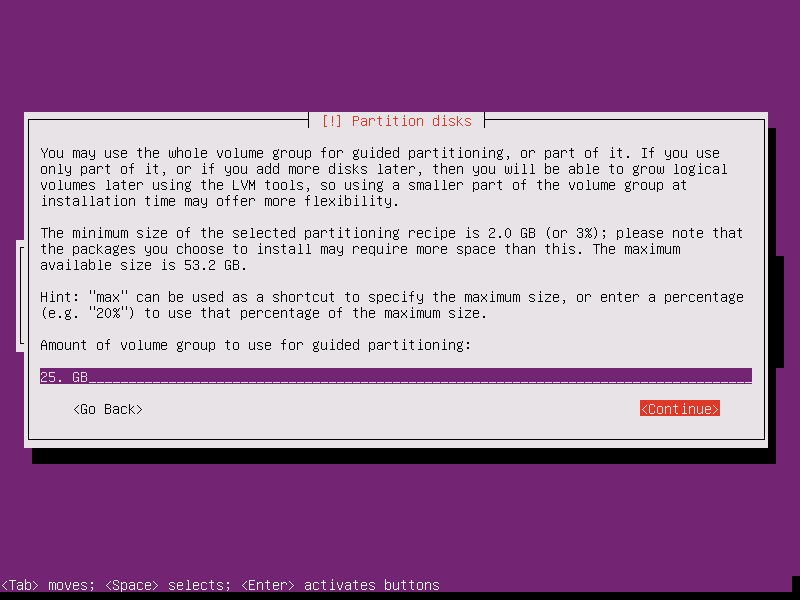 [!] Partition disks
You may use the whole volume group for guided partitioning, or part of it. If you use
only part of it, or if you add more disks later, then you will be able to grow logical
volumes later using the LVM tools, so using a smaller part of the volume group at
installation time may offer more flexibility.
The minimum size of the selected partitioning recipe is 2.0 GB (or 3%); please note that
the packages you choose to install may require more space than this. The maximum
available size is 53.2 GB.
Hint: "max" can be used as a shortcut to specify the maximum size, or enter a percentage
(e.g. "20%") to use that percentage of the maximum size.
Amount of volume group to use for guided partitioning:
25. GB
<Go Back> <Continue>
<Tab> moves; <Space> selects; <Enter> activates buttons